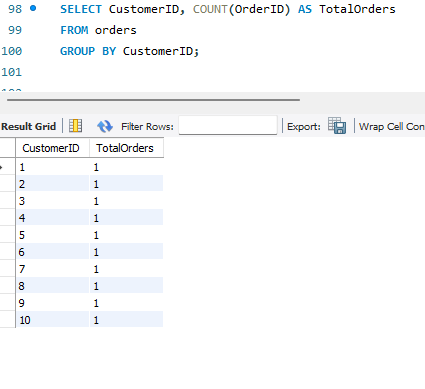 98 SELECT CustomerID, COUNT(OrderID) AS TotalOrders
99 FROM orders
100 GROUP BY CustomerID;
101
Result Grid Filter Rows: Export: Wrap Cell Con
CustomerID TotalOrders
1 1
2 1
3 1
4 1
5 1
6 1
7 1
8 1
9 1
10 1